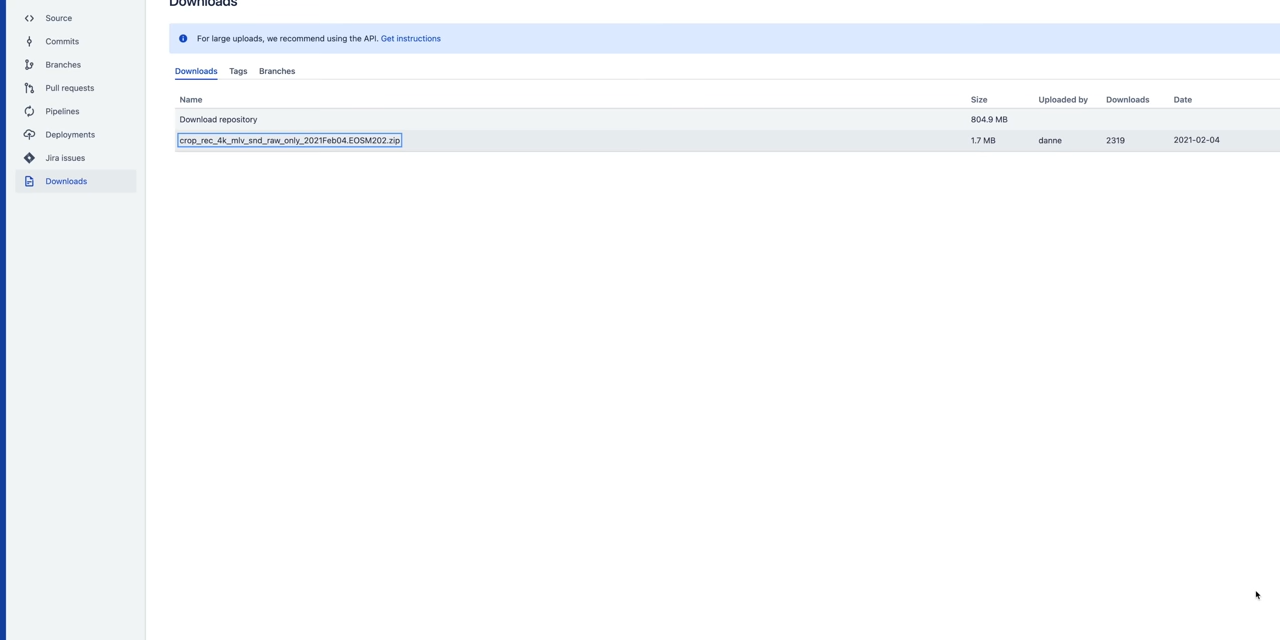 Downloads
Source
Commits
Branches
Pull requests
Pipelines
Deployments
Jira issues
Downloads
For large uploads, we recommend using the API. Get instructions
Downloads Tags Branches
Name Size Uploaded by Downloads Date
Download repository 804.9 MB
crop_rec_4k_mlv_snd_raw_only_2021Feb04.EOSM202.zip 1.7 MB danne 2319 2021-02-04